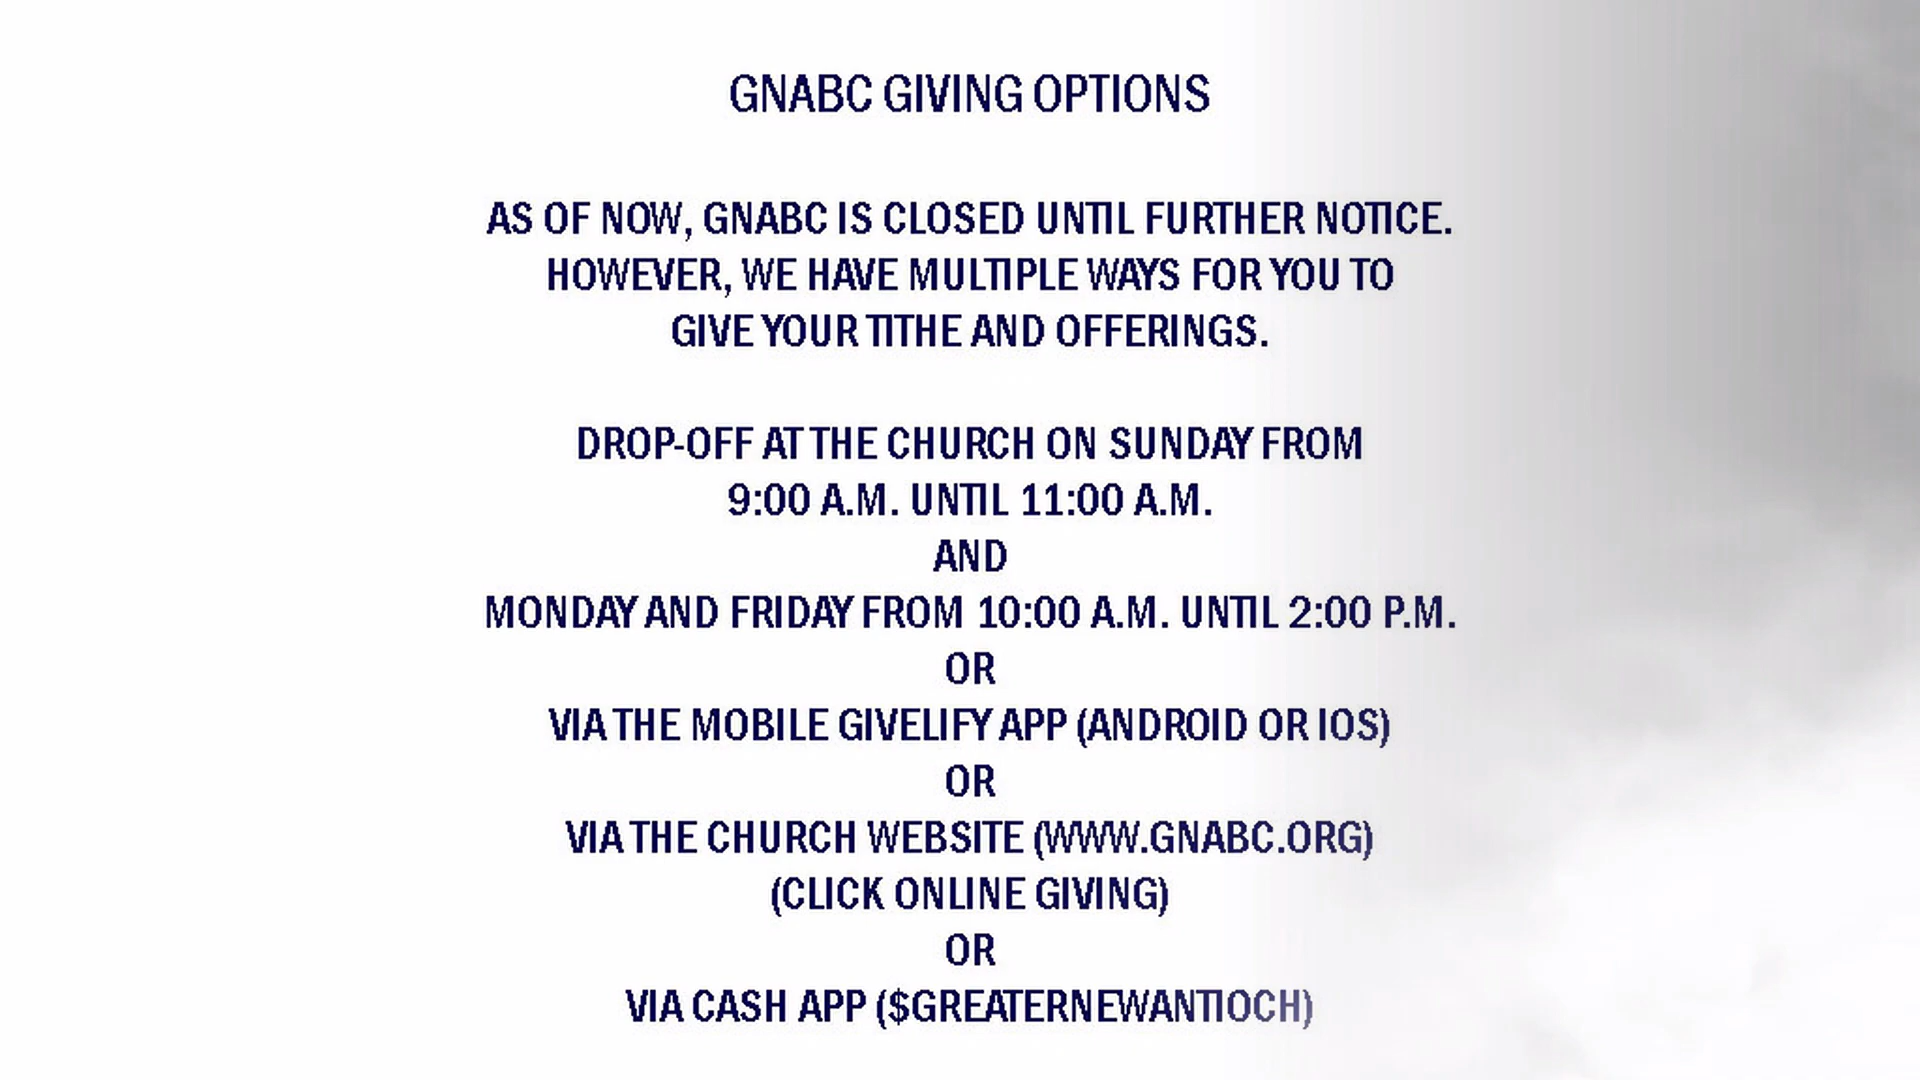 GNABC GIVING OPTIONS
AS OF NOW, GNABC IS CLOSED UNTIL FURTHER NOTICE.
HOWEVER, WE HAVE MULTIPLE WAYS FOR YOU TO
GIVE YOUR TITHE AND OFFERINGS.
DROP-OFF AT THE CHURCH ON SUNDAY FROM
9:00 A.M. UNTIL 11:00 A.M.
AND
MONDAY AND FRIDAY FROM 10:00 A.M. UNTIL 2:00 P.M.
OR
VIA THE MOBILE GIVELIFY APP (ANDROID OR IOS)
OR
VIA THE CHURCH WEBSITE (WWW.GNABC.ORG)
(CLICK ONLINE GIVING)
OR
VIA CASH APP ($GREATERNEWANTIOCH)